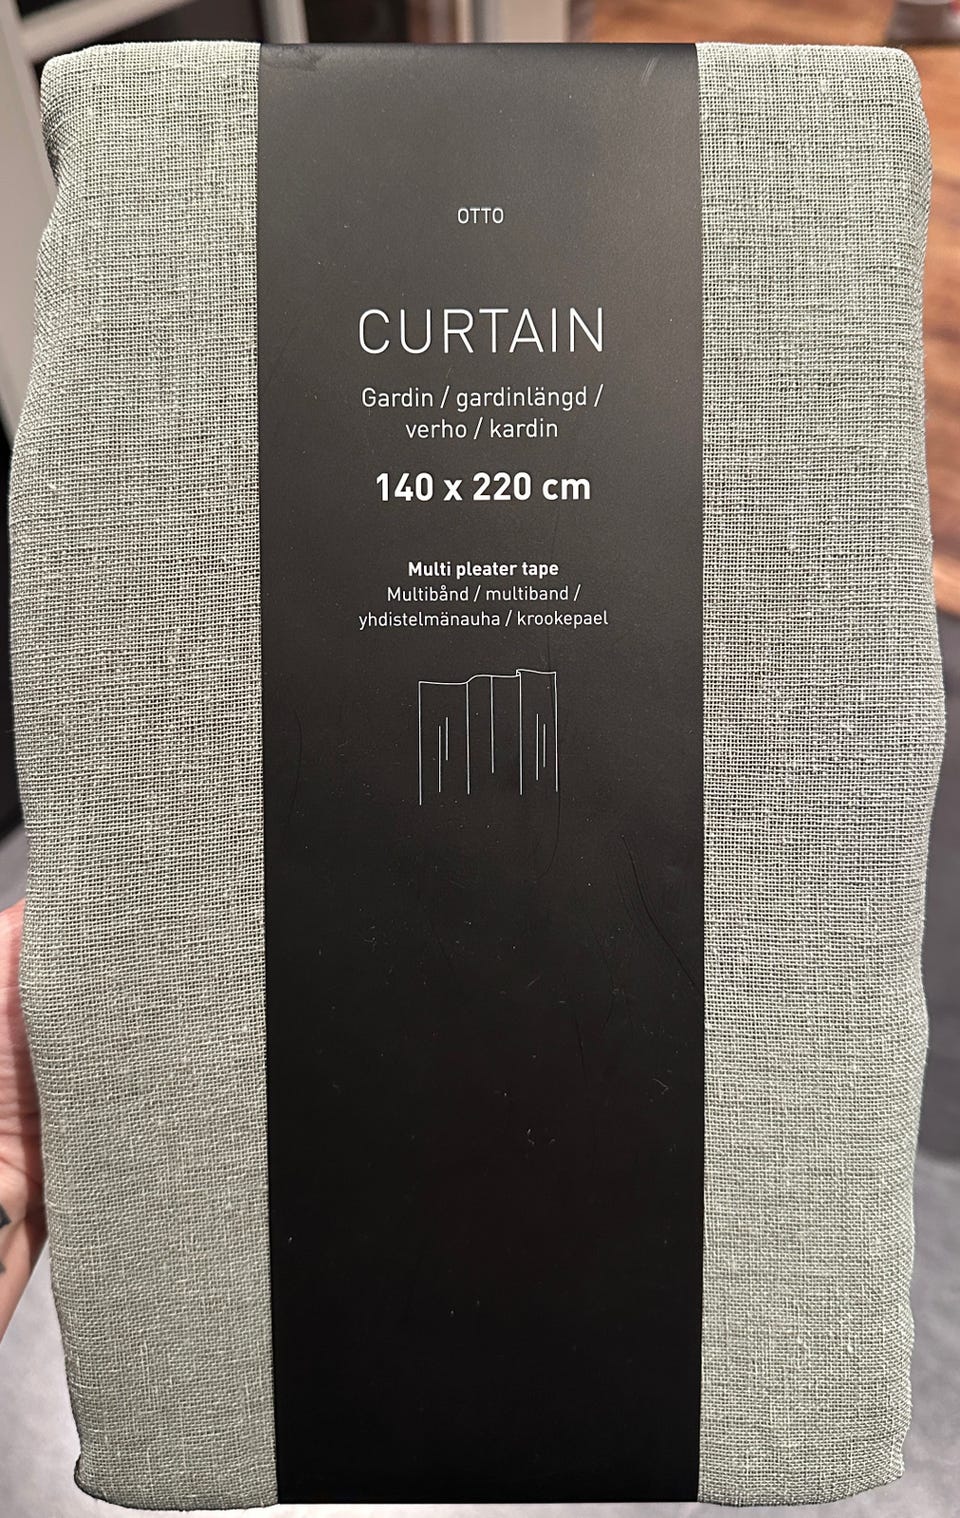 OTTO
CURTAIN
Gardin / gardinlängd /
verho / kardin
140 x 220 cm
Multi pleater tape
Multibånd / multiband /
yhdistelmänauha / krookepael